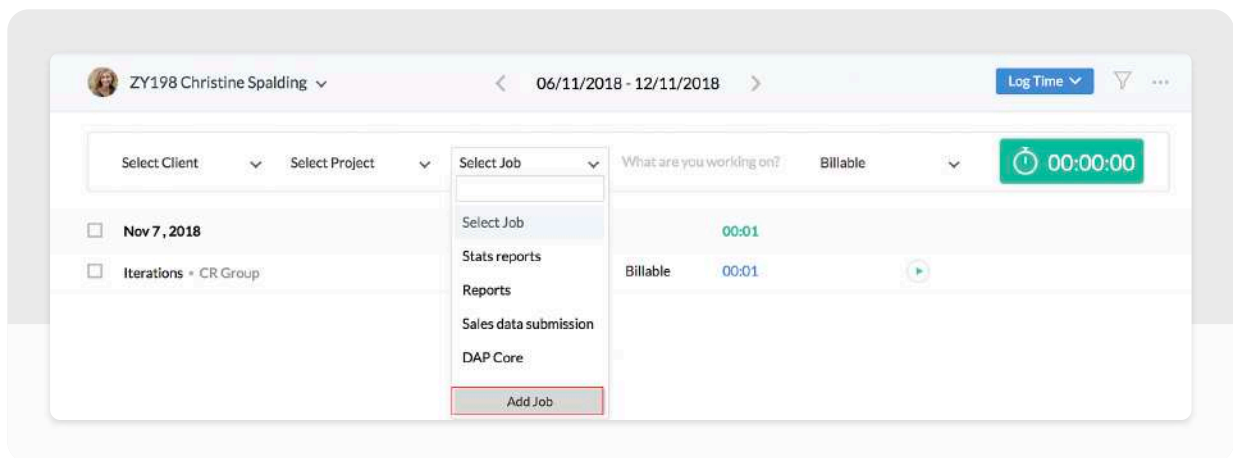 ZY198 Christine Spalding
06/11/2018 - 12/11/2018
Log Time
Select Client
Select Project
Select Job
What are you working on?
Billable
00:00:00
Select Job
Stats reports
Reports
Sales data submission
DAP Core
Add Job
Nov 7, 2018
00:01
Iterations • CR Group
Billable
00:01